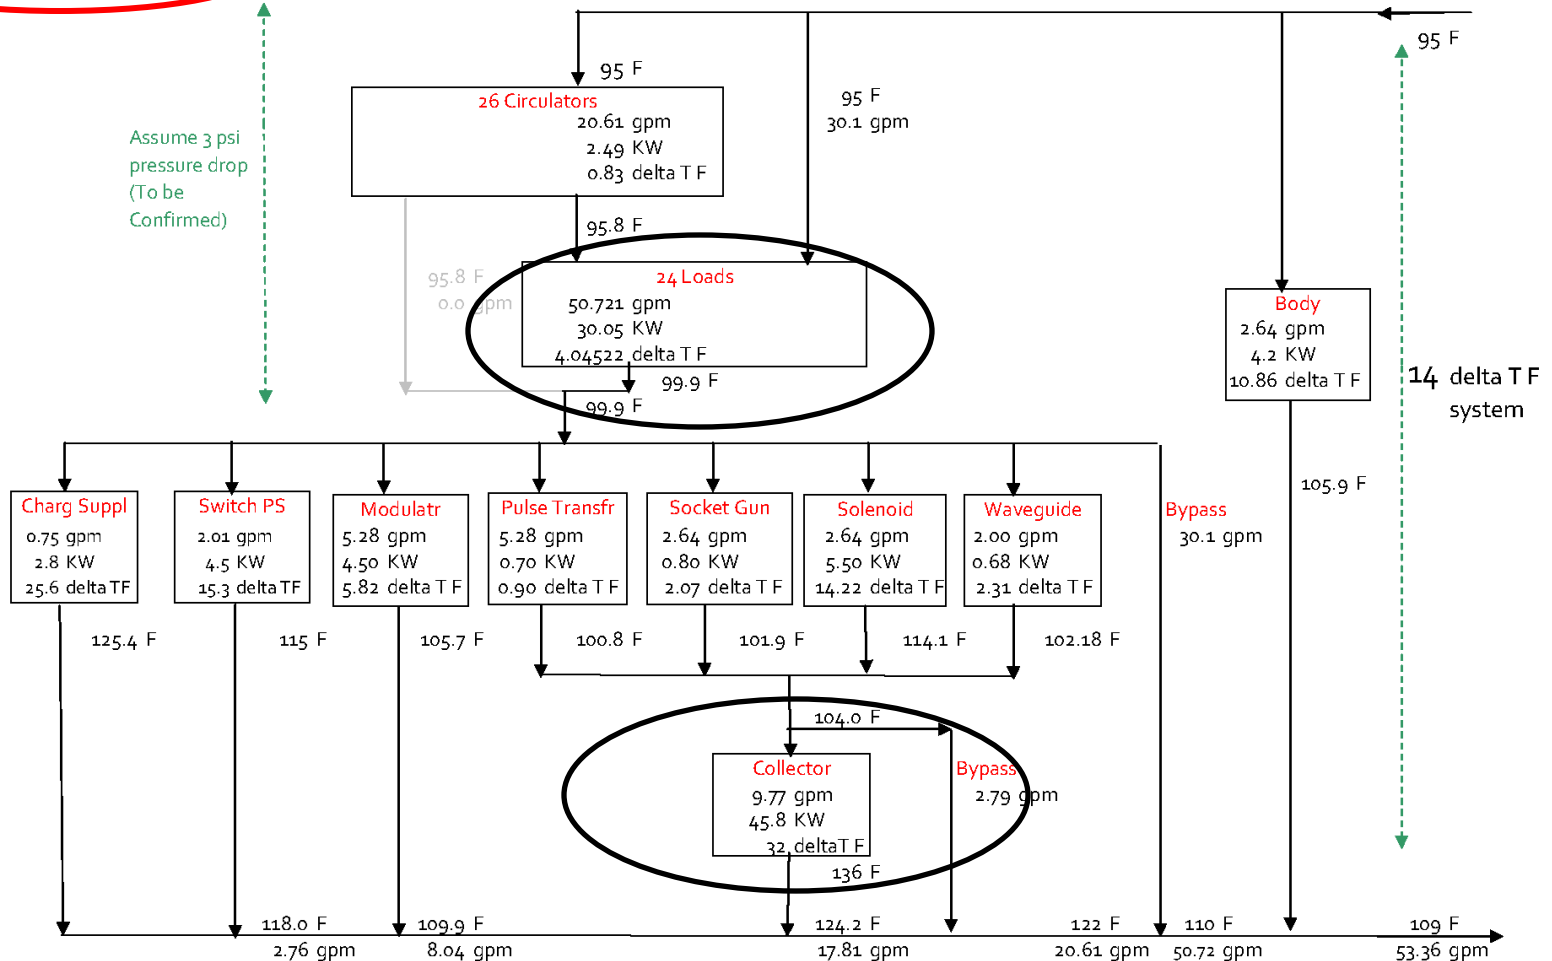 95 F
95 F
26 Circulators
20.61 gpm
2.49 KW
0.83 delta T F
95 F
30.1 gpm
Assume 3 psi
pressure drop
(To be
Confirmed)
95.8 F
95.8 F
0.0 gpm
24 Loads
50.721 gpm
30.05 KW
4.04522 delta T F
99.9 F
99.9 F
Body
2.64 gpm
4.2 KW
10.86 delta T F
14 delta T F
system
105.9 F
Charg Suppl
0.75 gpm
2.8 KW
25.6 delta TF
Switch PS
2.01 gpm
4.5 KW
15.3 delta TF
Modulatr
5.28 gpm
4.50 KW
5.82 delta T F
Pulse Transfr
5.28 gpm
0.70 KW
0.90 delta T F
Socket Gun
2.64 gpm
0.80 KW
2.07 delta T F
Solenoid
2.64 gpm
5.50 KW
14.22 delta T F
Waveguide
2.00 gpm
0.68 KW
2.31 delta T F
Bypass
30.1 gpm
125.4 F
115 F
105.7 F
100.8 F
101.9 F
114.1 F
102.18 F
104.0 F
Collector
9.77 gpm
45.8 KW
32 deltaT F
Bypass
2.79 gpm
136 F
118.0 F
2.76 gpm
109.9 F
8.04 gpm
124.2 F
17.81 gpm
122 F
20.61 gpm
110 F
50.72 gpm
109 F
53.36 gpm